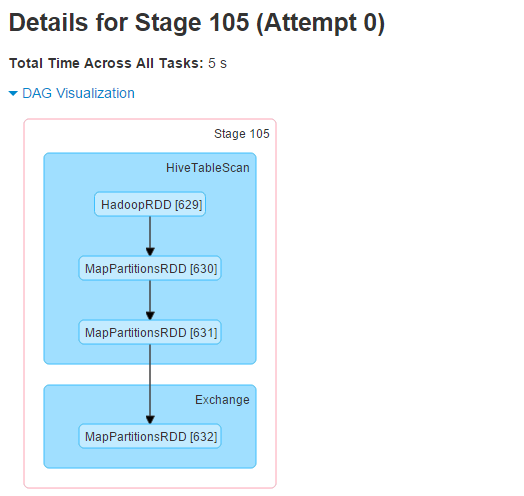 Details for Stage 105 (Attempt 0)
Total Time Across All Tasks: 5 s
DAG Visualization
Stage 105
HiveTableScan
HadoopRDD [629]
MapPartitionsRDD [630]
MapPartitionsRDD [631]
Exchange
MapPartitionsRDD [632]